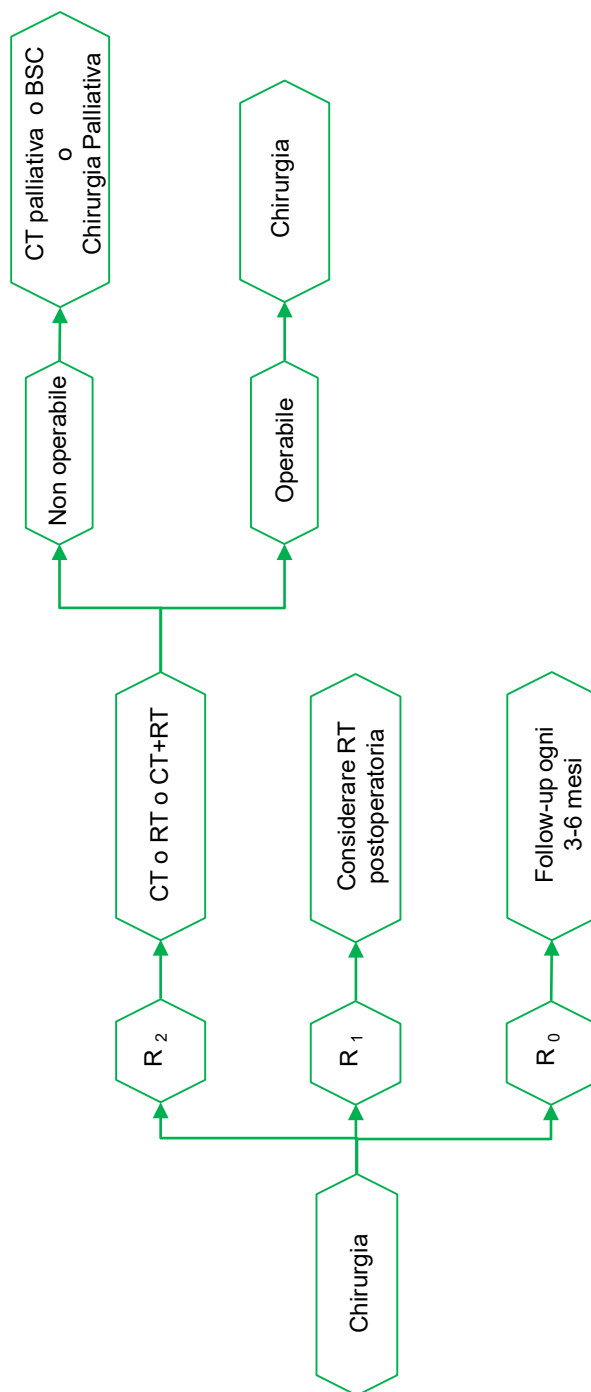 Chirurgia
R 2
CT o RT o CT+RT
Non operabile
CT palliativa o BSC
o
Chirurgia Palliativa
Operabile
Chirurgia
R 1
Considerare RT
postoperatoria
R 0
Follow-up ogni
3-6 mesi